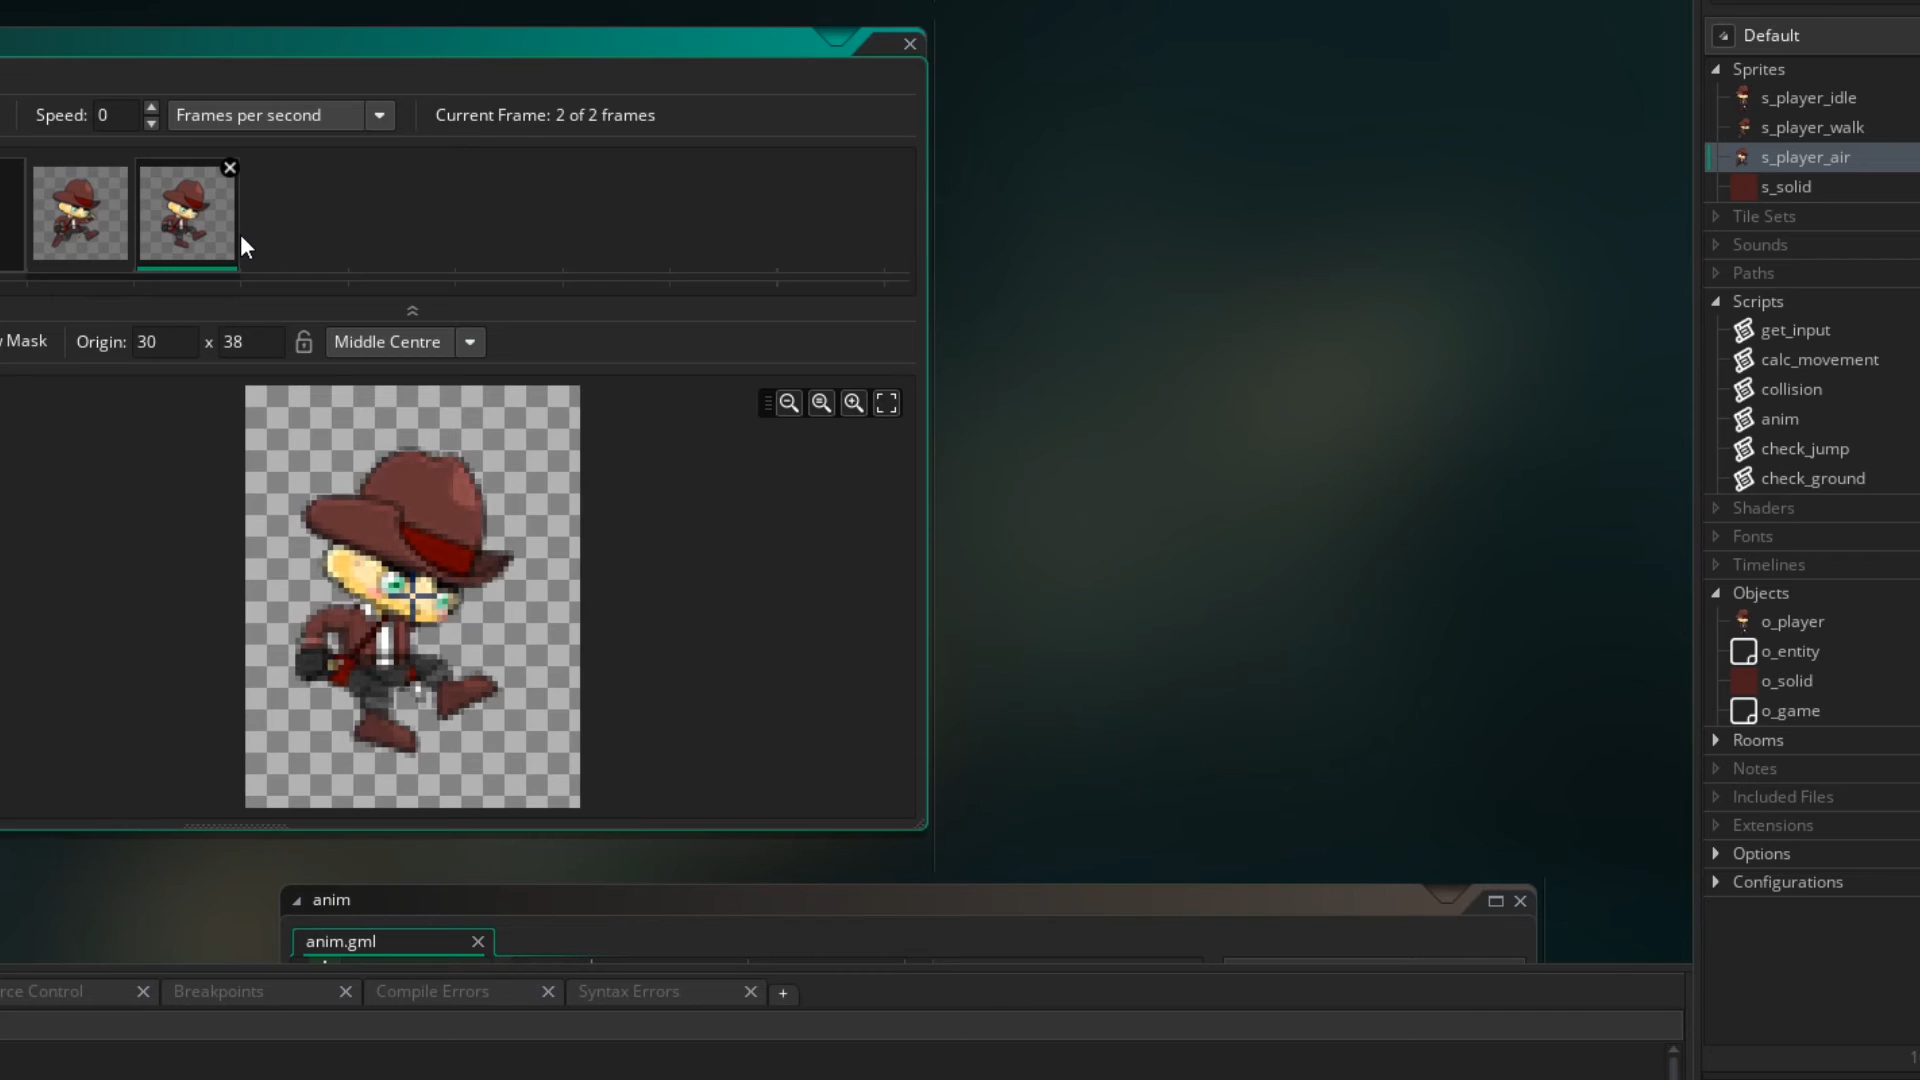 Speed: 0 Frames per second Current Frame: 2 of 2 frames
Mask Origin: 30 x 38 Middle Centre
anim
anim.gml
rce Control Breakpoints Compile Errors Syntax Errors +
Default
Sprites
s_player_idle
s_player_walk
s_player_air
s_solid
Tile Sets
Sounds
Paths
Scripts
get_input
calc_movement
collision
anim
check_jump
check_ground
Shaders
Fonts
Timelines
Objects
o_player
o_entity
o_solid
o_game
Rooms
Notes
Included Files
Extensions
Options
Configurations